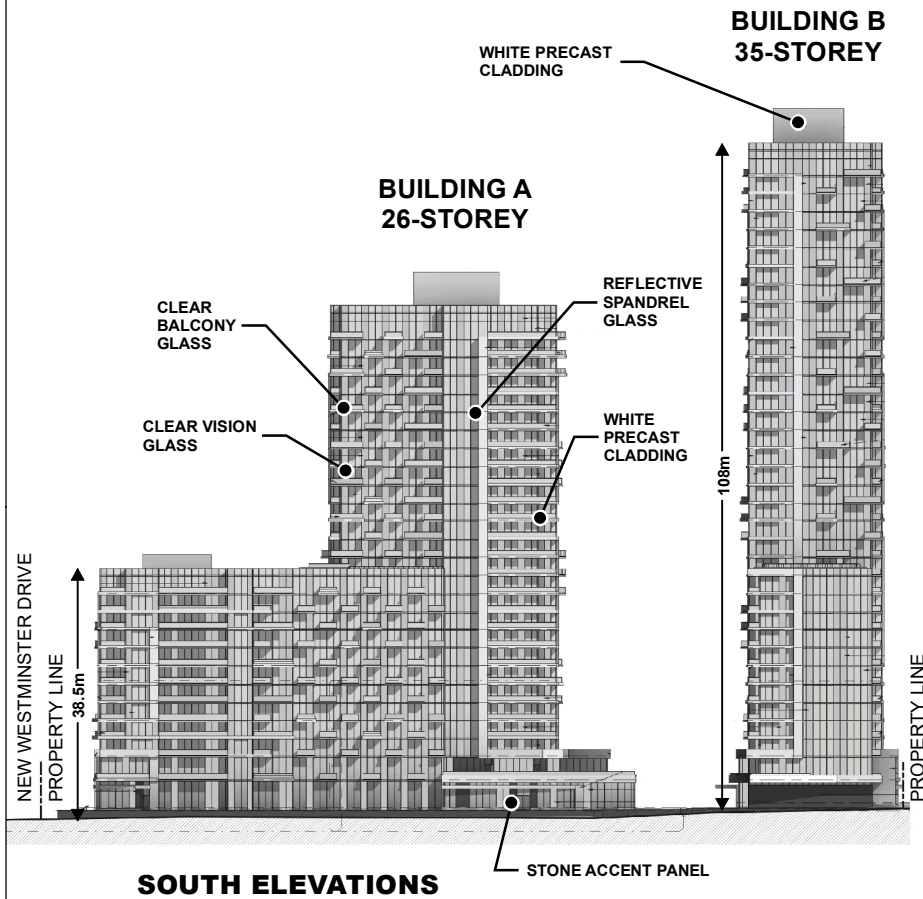 BUILDING B
35-STOREY
WHITE PRECAST
CLADDING
BUILDING A
26-STOREY
CLEAR
BALCONY
GLASS
REFLECTIVE
SPANDREL
GLASS
CLEAR VISION
GLASS
WHITE
PRECAST
CLADDING
108m
NEW WESTMINSTER DRIVE
PROPERTY LINE
38.5m
PROPERTY LINE
STONE ACCENT PANEL
SOUTH ELEVATIONS